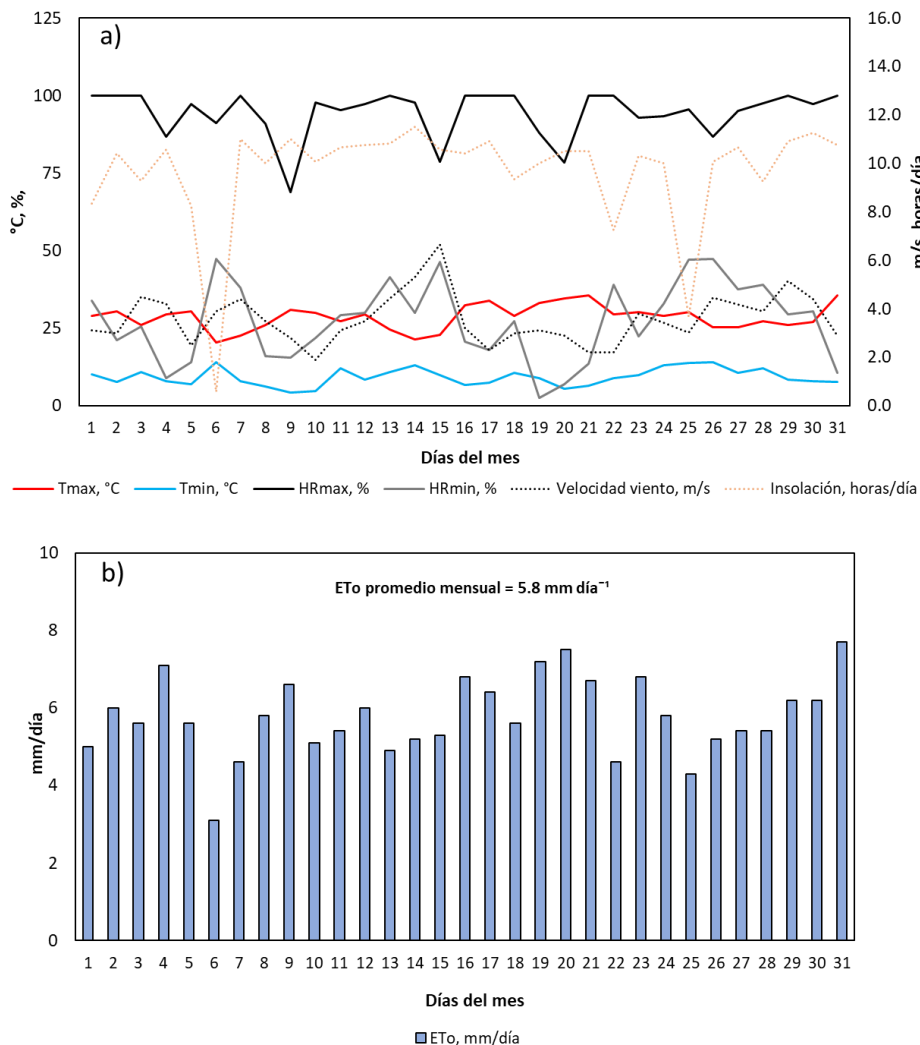 a)
125
100
75
50
25
0
°C, %,
16.0
14.0
12.0
10.0
8.0
6.0
4.0
2.0
0.0
m/s, horas/día
1 2 3 4 5 6 7 8 9 10 11 12 13 14 15 16 17 18 19 20 21 22 23 24 25 26 27 28 29 30 31
Días del mes
Tmax, °C Tmin, °C HRmax, % HRmin, % Velocidad viento, m/s Insolación, horas/día
b)
ETo promedio mensual = 5.8 mm día⁻¹
10
8
6
4
2
0
mm/día
1 2 3 4 5 6 7 8 9 10 11 12 13 14 15 16 17 18 19 20 21 22 23 24 25 26 27 28 29 30 31
Días del mes
ETo, mm/día